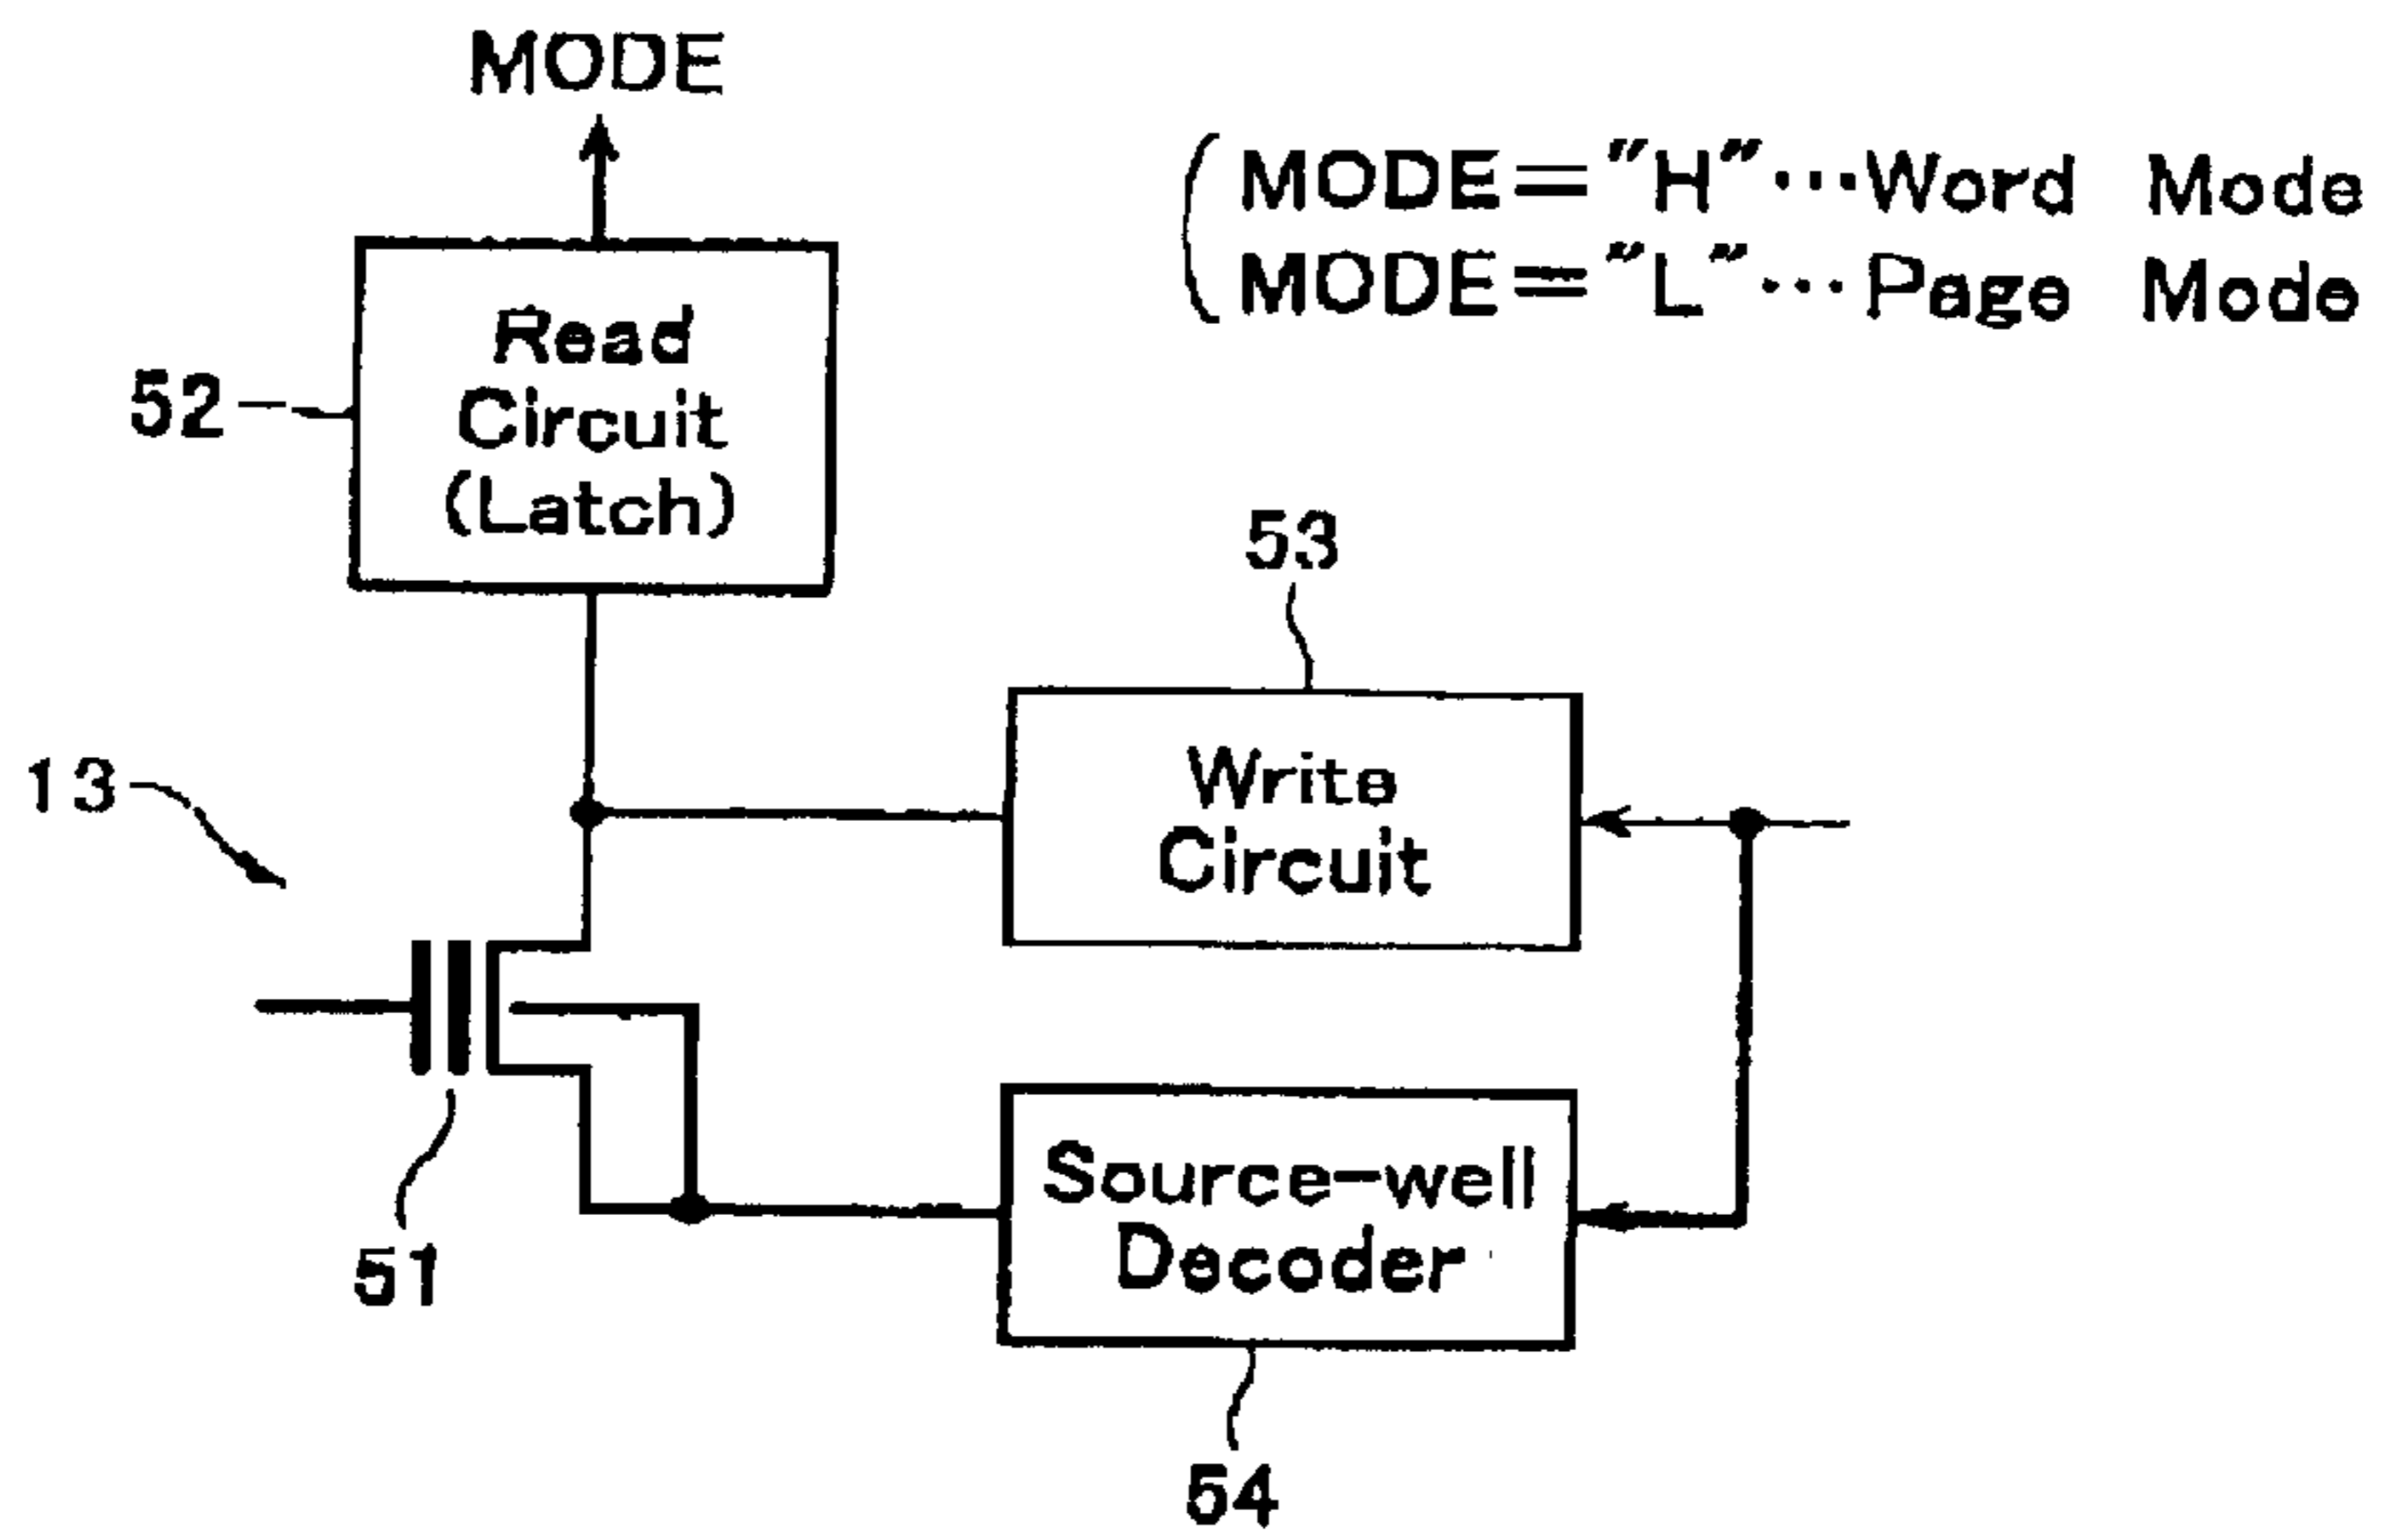 MODE
MODE="H"···Word Mode
MODE="L"···Page Mode
Read
Circuit
(Latch)
52
53
13
Write
Circuit
51
Source-well
Decoder
54